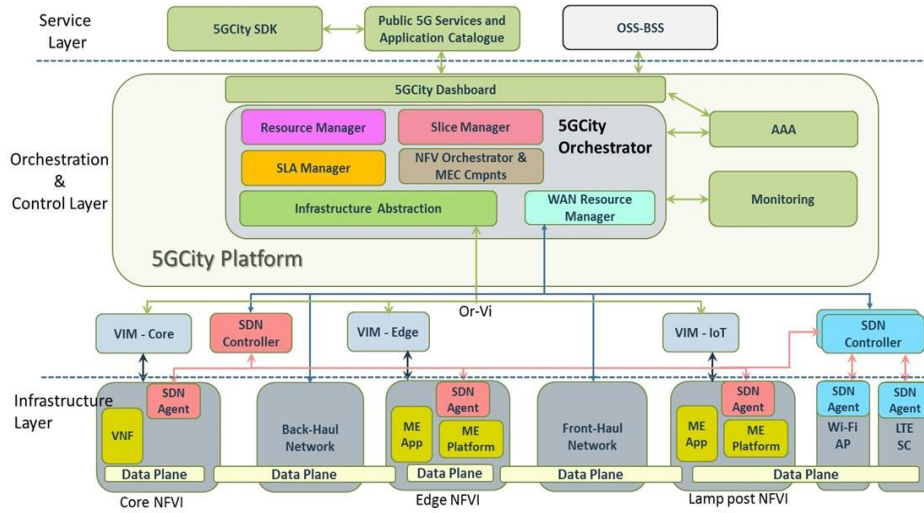 Service
Layer
5GCity SDK
Public 5G Services and
Application Catalogue
OSS-BSS
5GCity Dashboard
Orchestration
&
Control Layer
Resource Manager
Slice Manager
5GCity
Orchestrator
AAA
SLA Manager
NFV Orchestrator &
MEC Cmpnts
Infrastructure Abstraction
WAN Resource
Manager
Monitoring
5GCity Platform
Or-Vi
VIM - Core
SDN
Controller
VIM - Edge
VIM - IoT
SDN
Controller
Infrastructure
Layer
SDN
Agent
VNF
Back-Haul
Network
SDN
Agent
ME
App
ME
Platform
Front-Haul
Network
SDN
Agent
ME
App
ME
Platform
SDN
Agent
Wi-Fi
AP
SDN
Agent
LTE
SC
Data Plane
Data Plane
Data Plane
Data Plane
Data Plane
Data Plane
Core NFVI
Edge NFVI
Lamp post NFVI